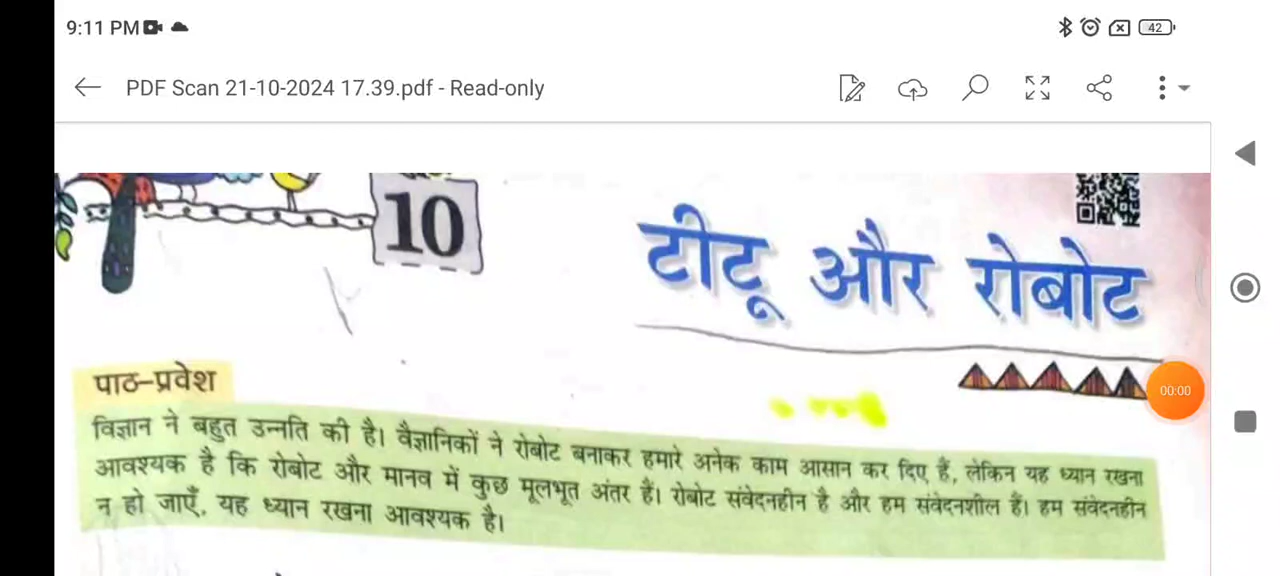 9:11 PM
42
PDF Scan 21-10-2024 17.39.pdf - Read-only
10
टीटू और रोबोट
00:00
पाठ-प्रवेश
विज्ञान ने बहुत उन्नति की है। वैज्ञानिकों ने रोबोट बनाकर हमारे अनेक काम आसान कर दिए हैं, लेकिन यह ध्यान रखना
आवश्यक है कि रोबोट और मानव में कुछ मूलभूत अंतर हैं। रोबोट संवेदनहीन है और हम संवेदनशील हैं। हम संवेदनहीन
न हो जाएँ, यह ध्यान रखना आवश्यक है।